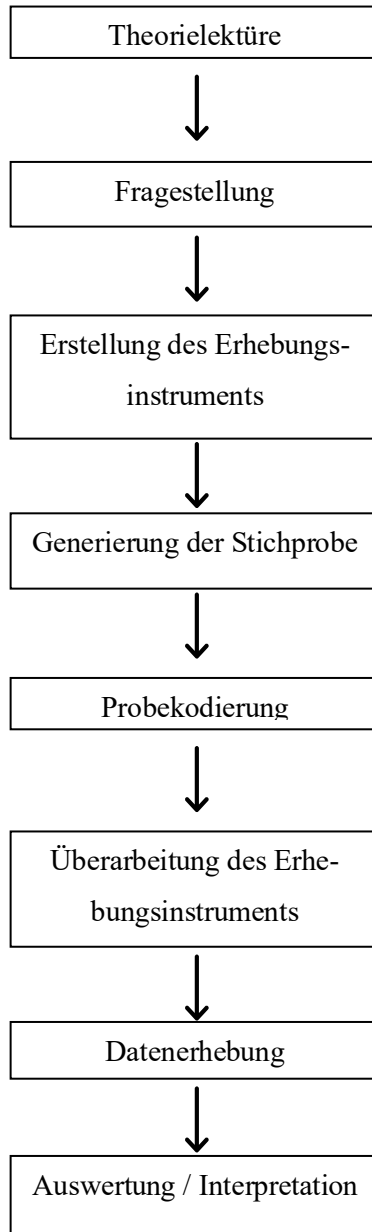 Theorielektüre
Fragestellung
Erstellung des Erhebungs-
instruments
Generierung der Stichprobe
Probekodierung
Überarbeitung des Erhe-
bungsinstruments
Datenerhebung
Auswertung / Interpretation